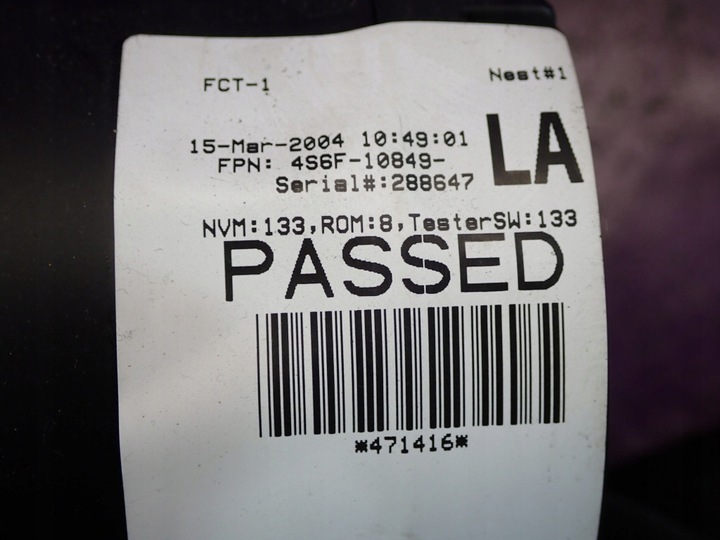 FCT-1 Nest#1
15-Mar-2004 10:49:01 LA
FPN: 4S6F-10849-
Serial#:288647
NVM:133,ROM:8,TesterSW:133
PASSED
*471416*